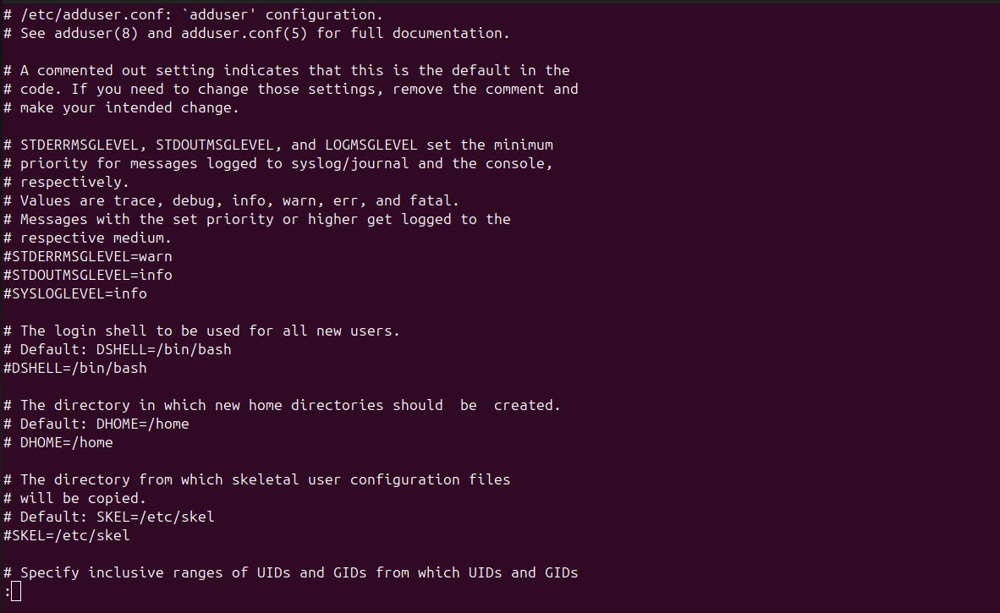 # /etc/adduser.conf: `adduser' configuration.
# See adduser(8) and adduser.conf(5) for full documentation.

# A commented out setting indicates that this is the default in the
# code. If you need to change those settings, remove the comment and
# make your intended change.

# STDERRMSGLEVEL, STDOUTMSGLEVEL, and LOGMSGLEVEL set the minimum
# priority for messages logged to syslog/journal and the console,
# respectively.
# Values are trace, debug, info, warn, err, and fatal.
# Messages with the set priority or higher get logged to the
# respective medium.
#STDERRMSGLEVEL=warn
#STDOUTMSGLEVEL=info
#SYSLOGLEVEL=info

# The login shell to be used for all new users.
# Default: DSHELL=/bin/bash
#DSHELL=/bin/bash

# The directory in which new home directories should  be  created.
# Default: DHOME=/home
# DHOME=/home

# The directory from which skeletal user configuration files
# will be copied.
# Default: SKEL=/etc/skel
#SKEL=/etc/skel

# Specify inclusive ranges of UIDs and GIDs from which UIDs and GIDs
: